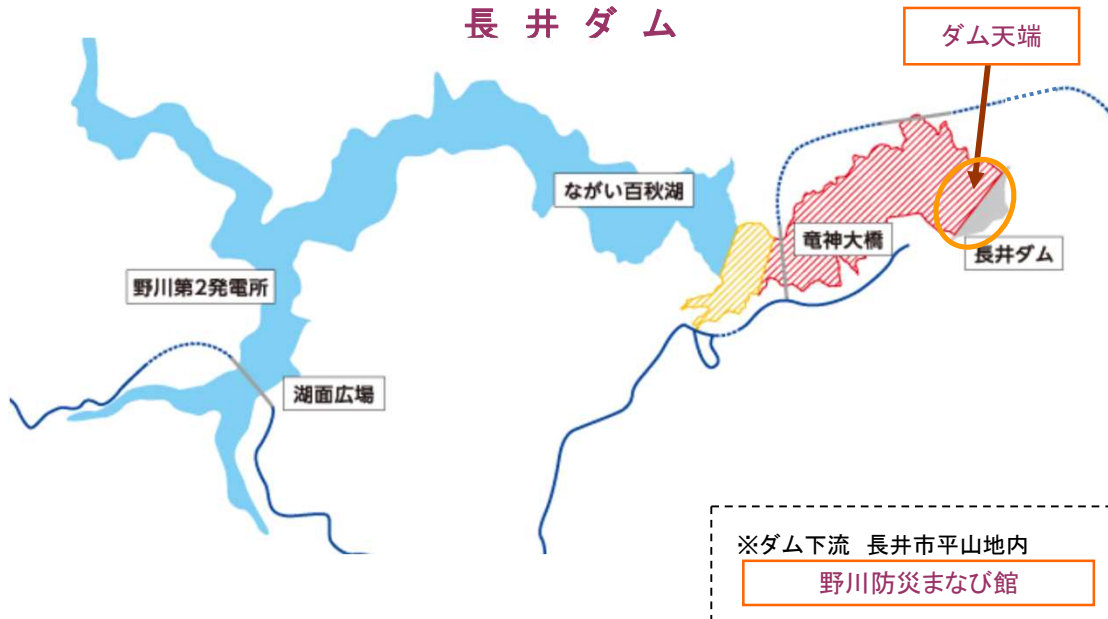 長井ダム
ダム天端
ながい百秋湖
竜神大橋
長井ダム
野川第2発電所
湖面広場
※ダム下流 長井市平山地内
野川防災まなび館